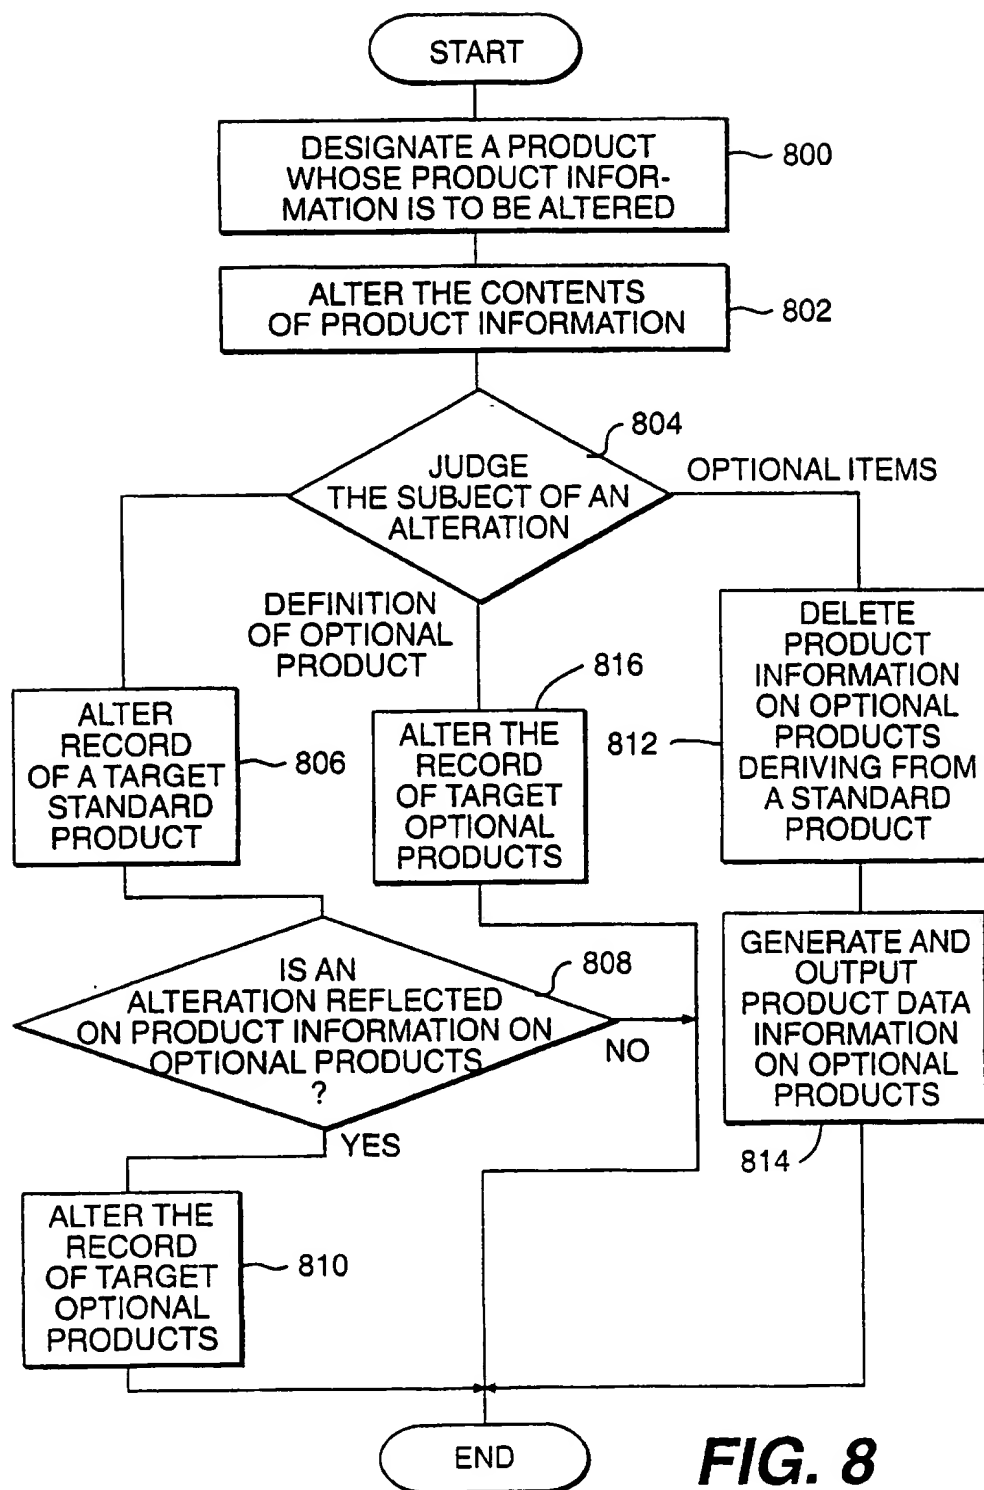 START
DESIGNATE A PRODUCT
WHOSE PRODUCT INFOR-
MATION IS TO BE ALTERED
800
ALTER THE CONTENTS
OF PRODUCT INFORMATION
802
804
JUDGE
THE SUBJECT OF AN
ALTERATION
OPTIONAL ITEMS
DEFINITION
OF OPTIONAL
PRODUCT
ALTER
RECORD
OF A TARGET
STANDARD
PRODUCT
806
816
ALTER THE
RECORD
OF TARGET
OPTIONAL
PRODUCTS
812
DELETE
PRODUCT
INFORMATION
ON OPTIONAL
PRODUCTS
DERIVING FROM
A STANDARD
PRODUCT
IS AN
ALTERATION REFLECTED
ON PRODUCT INFORMATION ON
OPTIONAL PRODUCTS
?
808
NO
YES
GENERATE AND
OUTPUT
PRODUCT DATA
INFORMATION
ON OPTIONAL
PRODUCTS
814
ALTER THE
RECORD
OF TARGET
OPTIONAL
PRODUCTS
810
END
FIG. 8